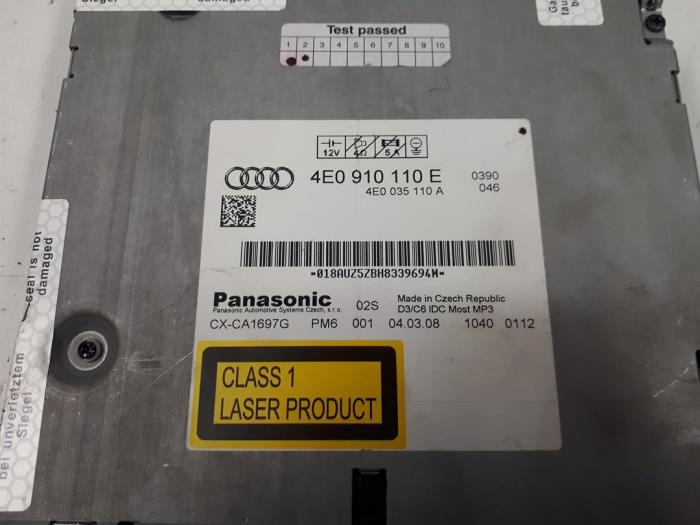 Siegel
damaged
Test passed
1 2 3 4 5 6 7 8 9 10
12V 4Ω 5A
4E0 910 110 E 0390
4E0 035 110 A 046
-018AUZ5ZBH8339694M-
Panasonic 02S Made in Czech Republic
Panasonic Automotive Systems Czech, s.r.o. D3/C6 IDC Most MP3
CX-CA1697G PM6 001 04.03.08 1040 0112
CLASS 1
LASER PRODUCT
seal is not
damaged
bei unverletztem
Siegel